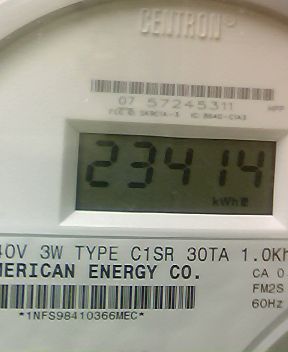 CENTRON
07 57245311
23414
kWh
40V 3W TYPE C1SR 30TA 1.0Kh
MERICAN ENERGY CO.
CA 0.
FM2S
60Hz
*1NFS98410366MEC*